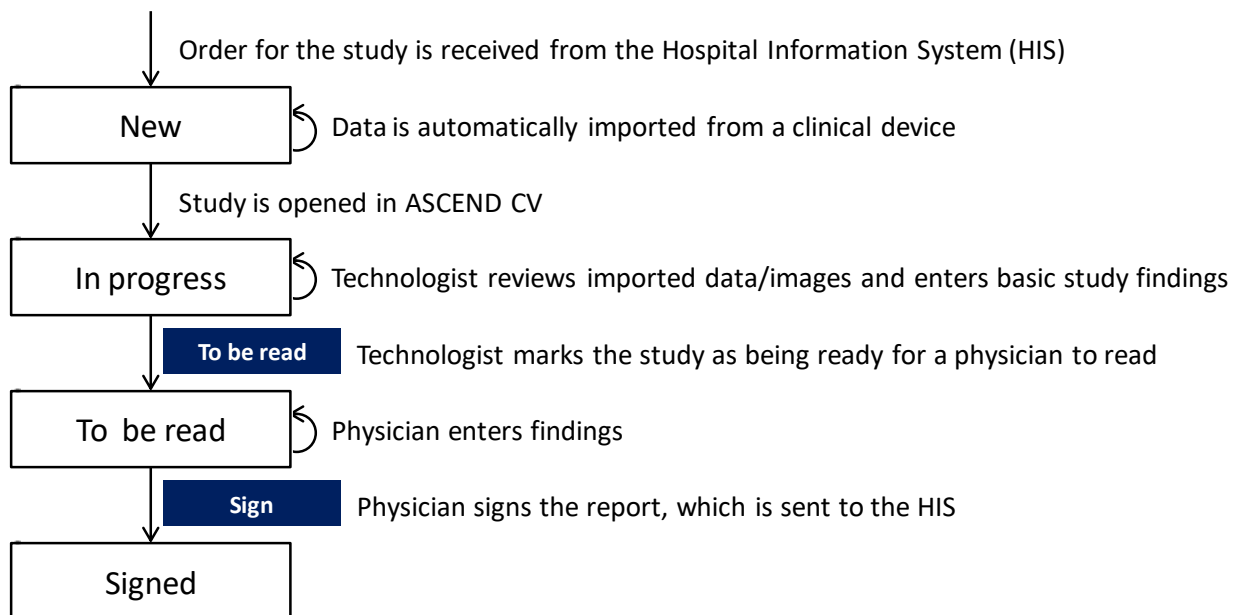 Order for the study is received from the Hospital Information System (HIS)
New
Data is automatically imported from a clinical device
Study is opened in ASCEND CV
In progress
Technologist reviews imported data/images and enters basic study findings
To be read
Technologist marks the study as being ready for a physician to read
To be read
Physician enters findings
Sign
Physician signs the report, which is sent to the HIS
Signed